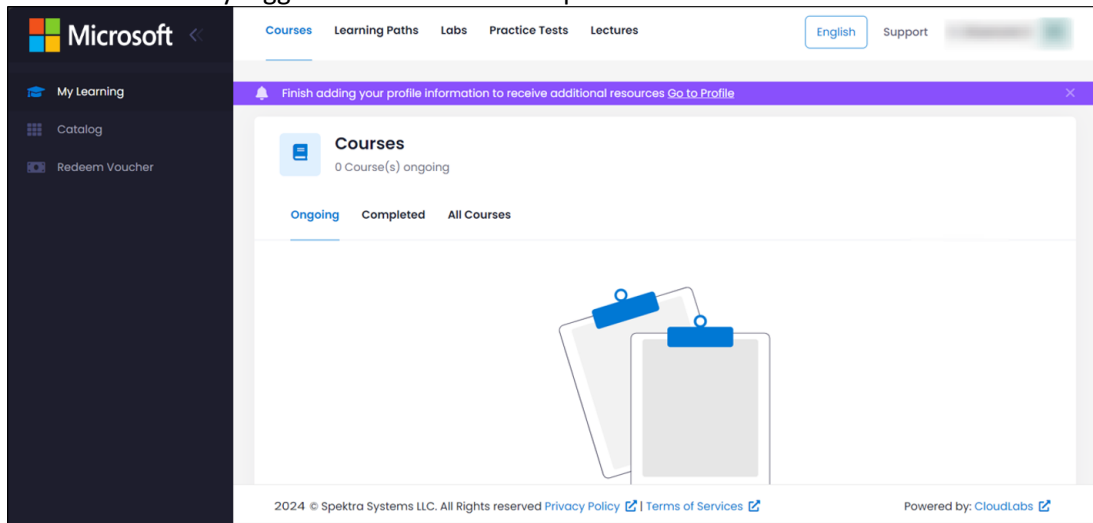 Microsoft
Courses Learning Paths Labs Practice Tests Lectures English Support
My Learning
Finish adding your profile information to receive additional resources Go to Profile
Catalog
Redeem Voucher
Courses
0 Course(s) ongoing
Ongoing Completed All Courses
2024 © Spektra Systems LLC. All Rights reserved Privacy Policy | Terms of Services Powered by: CloudLabs